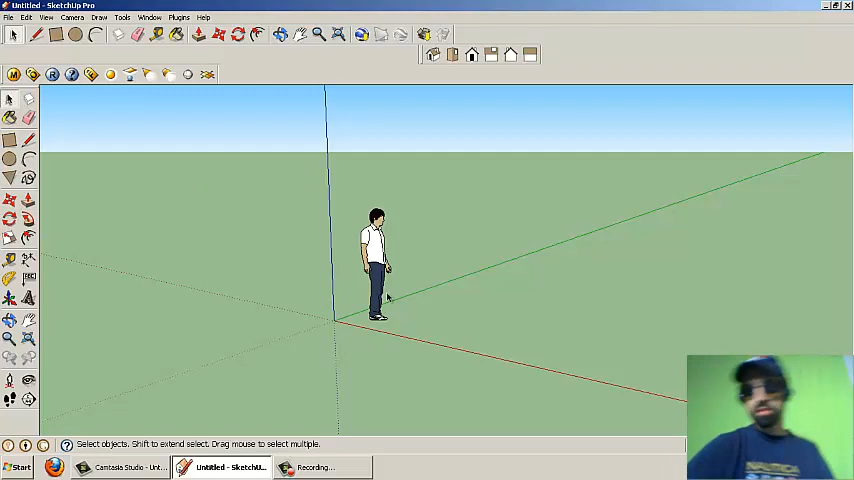 Untitled - SketchUp Pro
File Edit View Camera Draw Tools Window Plugins Help
M R ?
Select objects. Shift to extend select. Drag mouse to select multiple.
Start Camtasia Studio - Unt... Untitled - SketchU... Recording...
NAUTICA